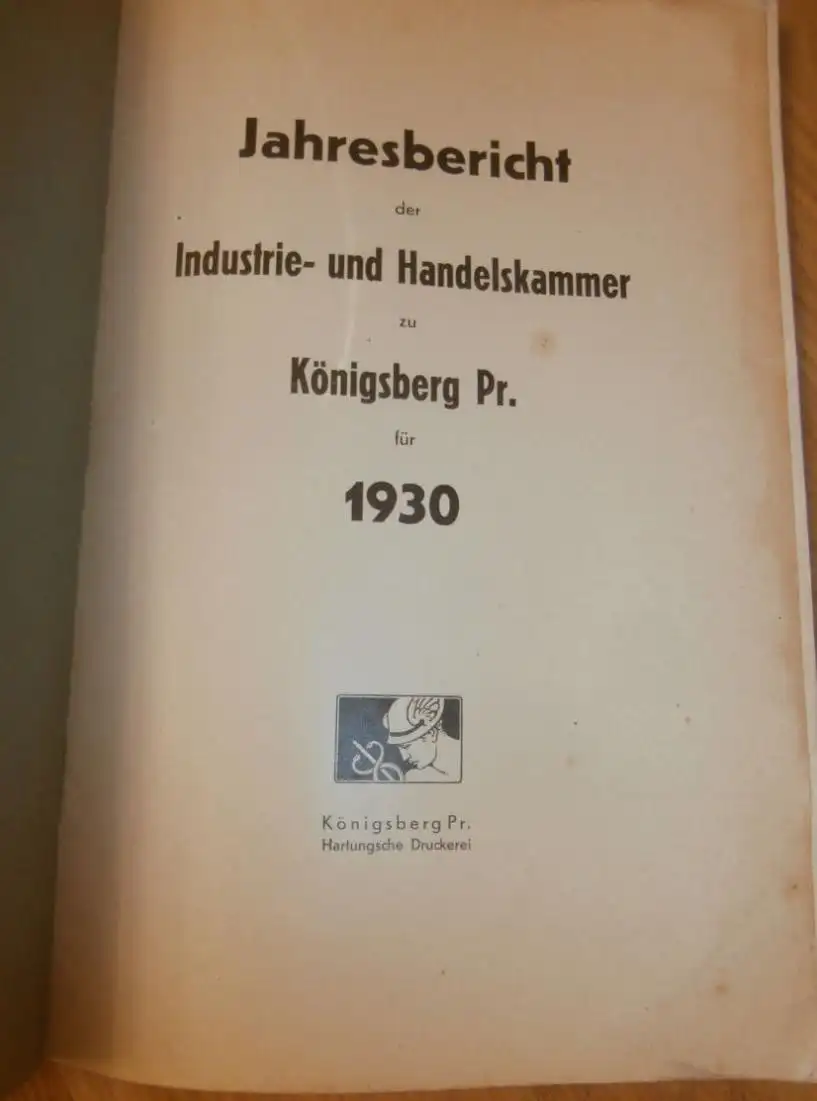 Jahresbericht
der
Industrie- und Handelskammer
zu
Königsberg Pr.
für
1930
Königsberg Pr.
Hartungsche Druckerei